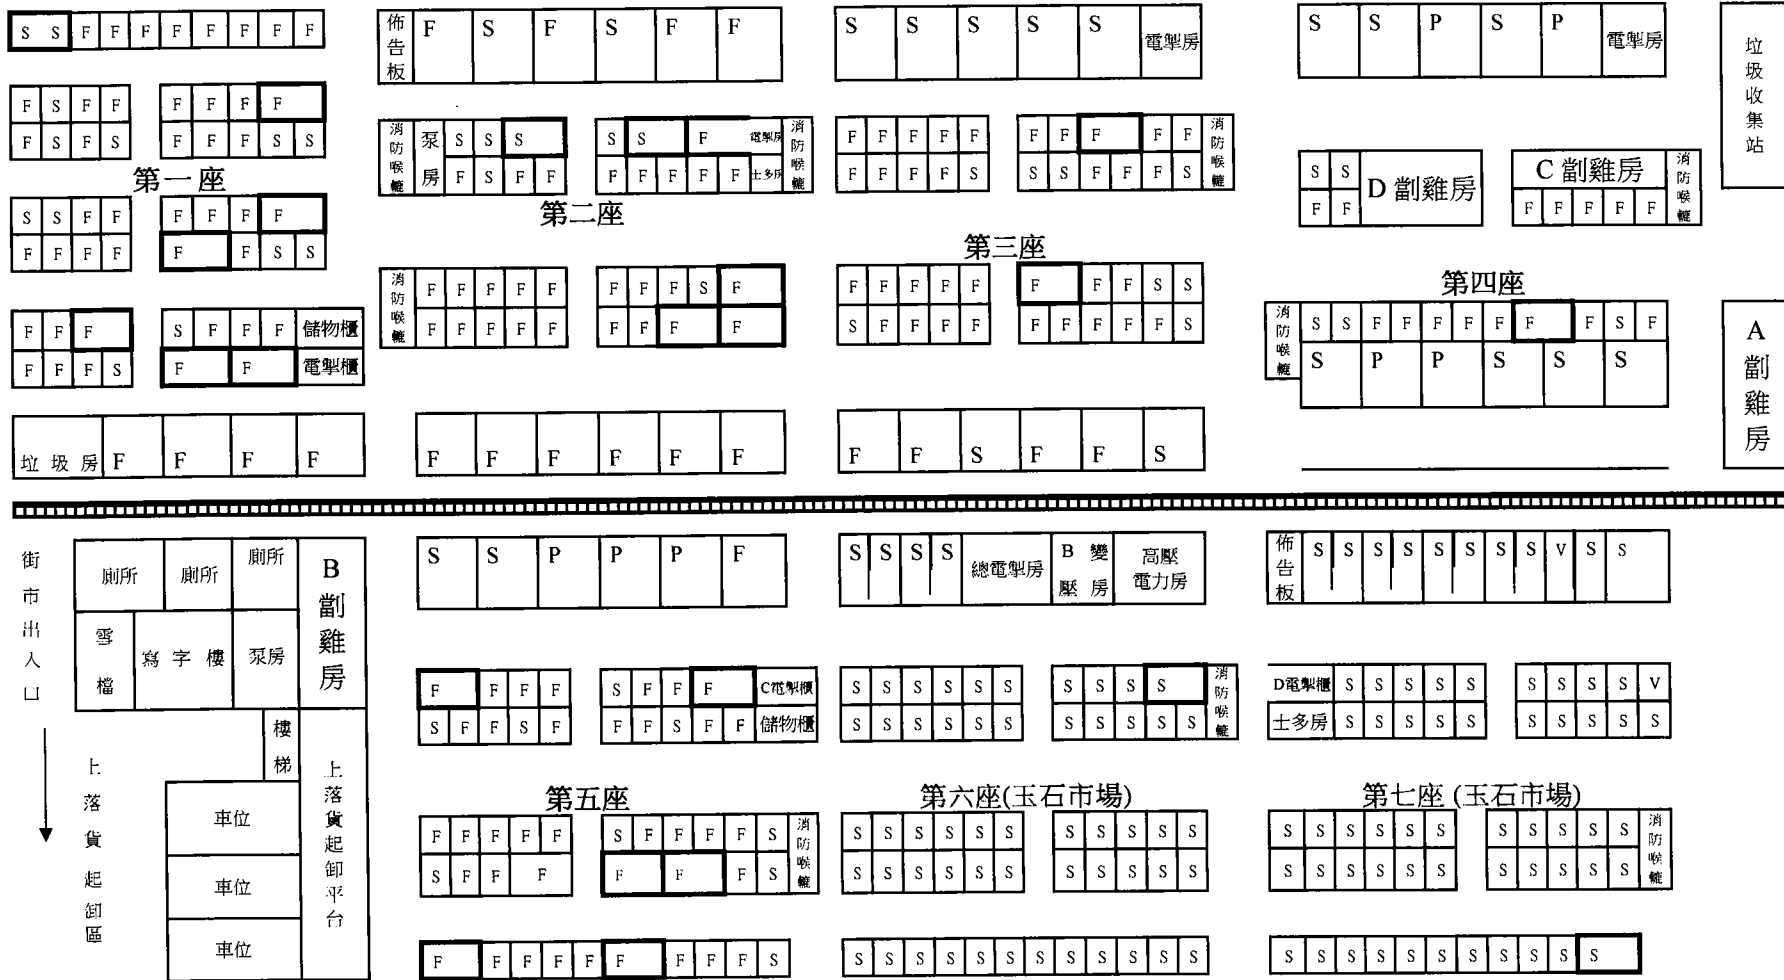 S S F F F F F F F F
佈告板 F S F S F F
S S S S S 電掣房
S S P S P 電掣房
垃圾收集站
F S F F
F S F S
F F F F
F F F S S
第一座
S S F F
F F F F
F F F F
F F S S
F F F
F F F S
S F F F 儲物櫃
F F 電掣櫃
垃圾房 F F F F
消防喉轆 泵房 S S S
F S F F
S S F 電掣房 消防喉轆
F F F F F 士多房
第二座
消防喉轆 F F F F F
F F F F F
F F F S F
F F F F
F F F F F F
F F F F F
F F F F S
F F F F F 消防喉轆
S S F F F S
第三座
F F F F F
S F F F F
F F F S S
F F F F F S
F F S F F S
S S D劏雞房
F F
C劏雞房 消防喉轆
F F F F F
第四座
消防喉轆 S S F F F F F F F S F
S P P S S S
A劏雞房
街市出入口
廁所 廁所 廁所 B劏雞房
雪檔 寫字樓 泵房
樓梯
上落貨起卸平台
上落貨起卸區
車位
車位
車位
S S P P P F
F F F F
S F F S F
S F F F C電掣櫃
F F S F F 儲物櫃
第五座
F F F F F
S F F F
S F F F F F S 消防喉轆
F F F S
F F F F F F F F F S
S S S S 總電掣房 B變壓房 高壓電力房
S S S S S S
S S S S S S
S S S S 消防喉轆
S S S S S
第六座(玉石市場)
S S S S S S
S S S S S S
S S S S S
S S S S S
S S S S S S S S S S S S
佈告板 S S S S S S S S V S S
D電掣櫃 S S S S S
士多房 S S S S S
S S S S V
S S S S S
第七座 (玉石市場)
S S S S S S
S S S S S S
S S S S S 消防喉轆
S S S S S
S S S S S S S S S S S